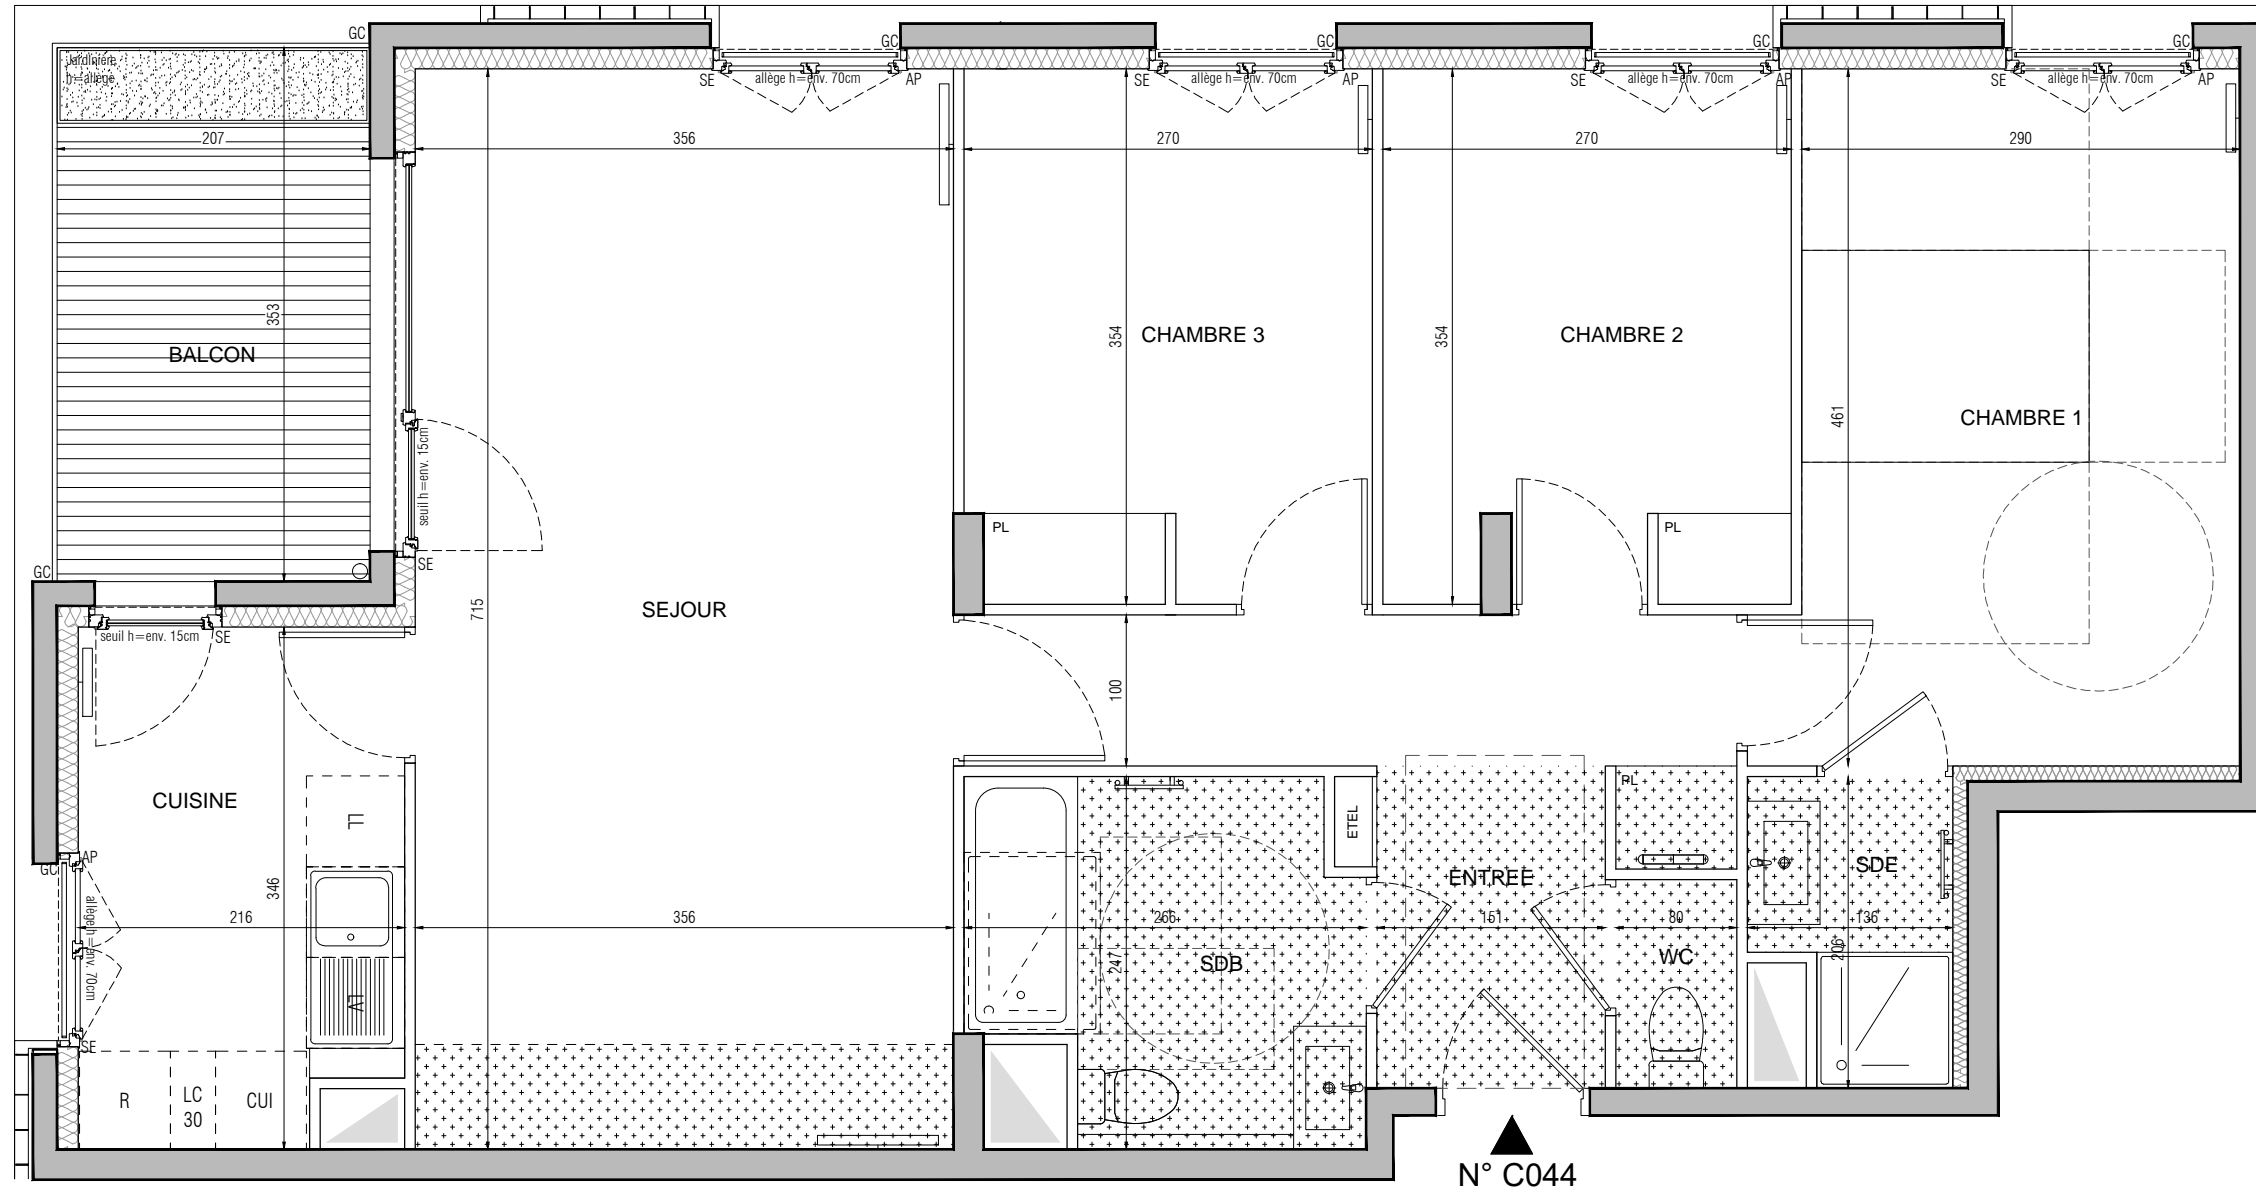 GC
Jardinière
h=allège
207
353
BALCON
GC
SE
allège h=env. 70cm
GC
AP
356
seuil h=env. 15cm
SE
715
SEJOUR
SE
allège h=env. 70cm
GC
AP
270
354
CHAMBRE 3
PL
SE
allège h=env. 70cm
GC
AP
270
354
CHAMBRE 2
PL
SE
allège h=env. 70cm
GC
AP
290
461
CHAMBRE 1
seuil h=env. 15cm
SE
CUISINE
AP
GC
allège h=env. 70cm
SE
216
346
LL
LV
R
LC
30
CUI
356
100
266
247
SDB
ETEL
ENTREE
151
PL
80
WC
SDE
136
206
N° C044